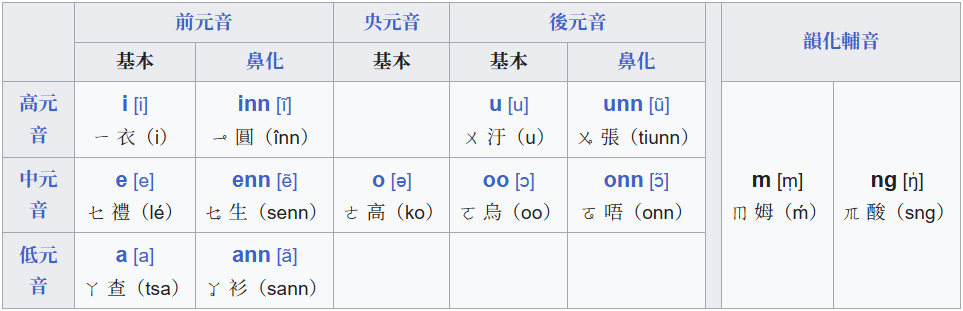 前元音 央元音 後元音 韻化輔音
基本 鼻化 基本 基本 鼻化
高元音
i [i] inn [ĩ] u [u] unn [ũ]
ㄧ 衣（i） ㆪ 圓（înn） ㄨ 汙（u） ㆫ 張（tiunn）
中元音
e [e] enn [ẽ] o [ə] oo [ɔ] onn [ɔ̃] m [m̩] ng [ŋ̍]
ㄝ 禮（lé） ㆥ 生（senn） ㄜ 高（ko） ㆦ 烏（oo） ㆧ 唔（onn） ㆬ 姆（ḿ） ㆭ 酸（sng）
低元音
a [a] ann [ã]
ㄚ 查（tsa） ㆩ 衫（sann）